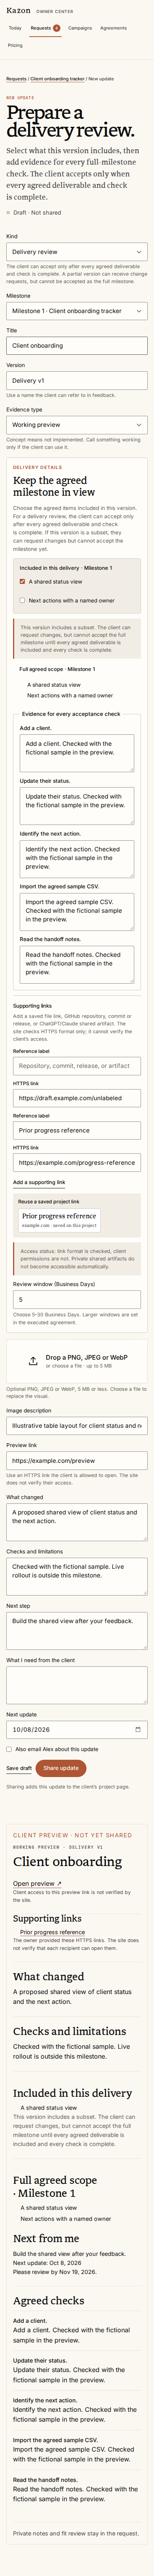 Kazon OWNER CENTER
Today Requests 2 Campaigns Agreements
Pricing
Requests / Client onboarding tracker / New update
NEW UPDATE
Prepare a
delivery review.
Select what this version includes, then
add evidence for every full-milestone
check. The client accepts only when
every agreed deliverable and check
is complete.
Draft · Not shared
Kind
Delivery review
The client can accept only after every agreed deliverable
and check is complete. A partial version can receive change
requests, but cannot be accepted as the full milestone.
Milestone
Milestone 1 · Client onboarding tracker
Title
Client onboarding
Version
Delivery v1
Use a name the client can refer to in feedback.
Evidence type
Working preview
Concept means not implemented. Call something working
only if the client can use it.
DELIVERY DETAILS
Keep the agreed
milestone in view
Choose the agreed items included in this version.
For a delivery review, the client can accept only
after every agreed deliverable and check
is complete. If this version is a subset, they
can request changes but cannot accept the
milestone yet.
Included in this delivery · Milestone 1
A shared status view
Next actions with a named owner
This version includes a subset. The client can
request changes, but cannot accept the full
milestone until every agreed deliverable is
included and every check is complete.
Full agreed scope · Milestone 1
A shared status view
Next actions with a named owner
Evidence for every acceptance check
Add a client.
Add a client. Checked with the
fictional sample in the preview.
Update their status.
Update their status. Checked with
the fictional sample in the preview.
Identify the next action.
Identify the next action. Checked
with the fictional sample in the
preview.
Import the agreed sample CSV.
Import the agreed sample CSV.
Checked with the fictional sample
in the preview.
Read the handoff notes.
Read the handoff notes. Checked
with the fictional sample in the
preview.
Supporting links
Add a saved file link, GitHub repository, commit or
release, or ChatGPT/Claude shared artifact. The
site checks HTTPS format only; it cannot verify the
client's access.
Reference label
Repository, commit, release, or artifact
HTTPS link
https://draft.example.com/unlabeled
Reference label
Prior progress reference
HTTPS link
https://example.com/progress-reference
Add a supporting link
Reuse a saved project link
Prior progress reference
example.com · saved on this project
Access status: link format is checked, client
permissions are not. Private shared artifacts do
not become accessible automatically.
Review window (Business Days)
5
Choose 5–30 Business Days. Larger windows are set
in the executed agreement.
Drop a PNG, JPEG or WebP
or choose a file · up to 5 MB
Optional PNG, JPEG or WebP, 5 MB or less. Choose a file to
replace the visual.
Image description
Illustrative table layout for client status and n
Preview link
https://example.com/preview
Use an HTTPS link the client is allowed to open. The site
does not verify their access.
What changed
A proposed shared view of client status and
the next action.
Checks and limitations
Checked with the fictional sample. Live
rollout is outside this milestone.
Next step
Build the shared view after your feedback.
What I need from the client
Next update
10/08/2026
Also email Alex about this update
Save draft Share update
Sharing adds this update to the client's project page.
CLIENT PREVIEW · NOT YET SHARED
WORKING PREVIEW · DELIVERY V1
Client onboarding
Open preview ↗
Client access to this preview link is not verified by
the site.
Supporting links
Prior progress reference
The owner provided these HTTPS links. The site does
not verify that each recipient can open them.
What changed
A proposed shared view of client status
and the next action.
Checks and limitations
Checked with the fictional sample. Live
rollout is outside this milestone.
Included in this delivery
A shared status view
This version includes a subset. The client can
request changes, but cannot accept the full
milestone until every agreed deliverable is
included and every check is complete.
Full agreed scope
· Milestone 1
A shared status view
Next actions with a named owner
Next from me
Build the shared view after your feedback.
Next update: Oct 8, 2026
Please review by Nov 19, 2026.
Agreed checks
Add a client.
Add a client. Checked with the fictional
sample in the preview.
Update their status.
Update their status. Checked with the
fictional sample in the preview.
Identify the next action.
Identify the next action. Checked with the
fictional sample in the preview.
Import the agreed sample CSV.
Import the agreed sample CSV. Checked
with the fictional sample in the preview.
Read the handoff notes.
Read the handoff notes. Checked with the
fictional sample in the preview.
Private notes and fit review stay in the request.